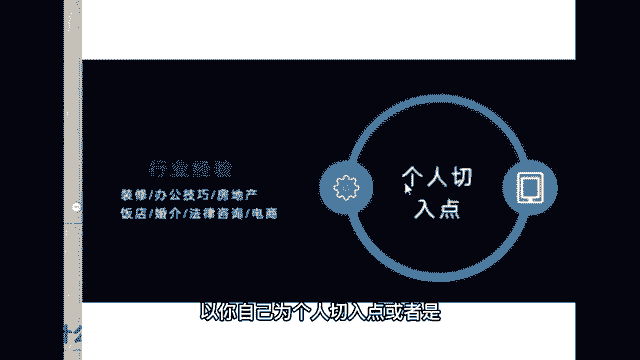 行业经验
装修/办公技巧/房地产
饭店/婚介/法律咨询/电商
个人切
入点
以你自己为个人切入点或者是
什么